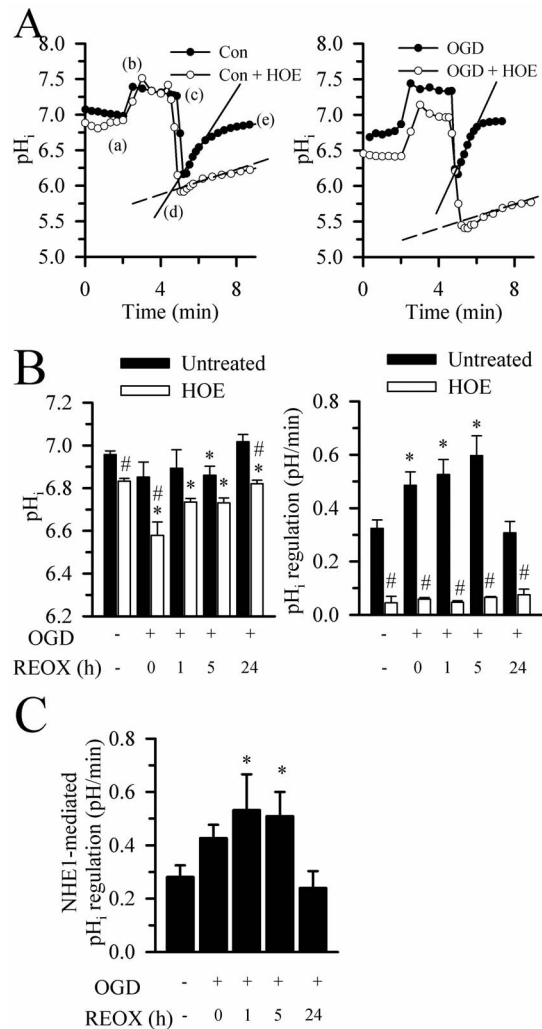 A
Con
Con + HOE
OGD
OGD + HOE
(a)
(b)
(c)
(d)
(e)
8.0
7.5
7.0
6.5
6.0
5.5
5.0
pHi
0 4 8
Time (min)
8.0
7.5
7.0
6.5
6.0
5.5
5.0
0 4 8
Time (min)
B
Untreated
HOE
Untreated
HOE
7.2
7.0
6.8
6.6
6.4
6.2
pHi
# # * * * * # *
OGD - + + + +
REOX (h) - 0 1 5 24
0.8
0.6
0.4
0.2
0.0
pHi regulation (pH/min)
* * *
# # # # #
- + + + +
- 0 1 5 24
C
0.8
0.6
0.4
0.2
0.0
NHE1-mediated
pHi regulation (pH/min)
* *
OGD - + + + +
REOX (h) - 0 1 5 24